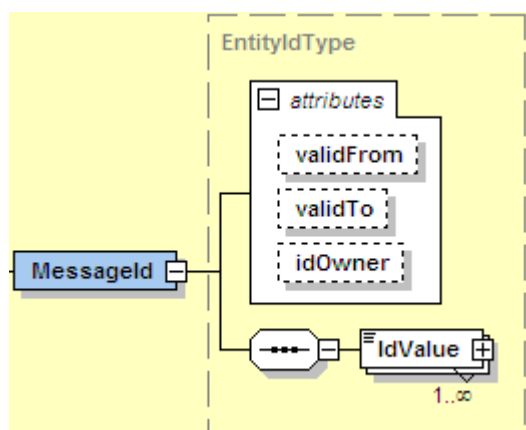 EntityIdType
attributes
validFrom
validTo
idOwner
MessageId
IdValue
1..∞